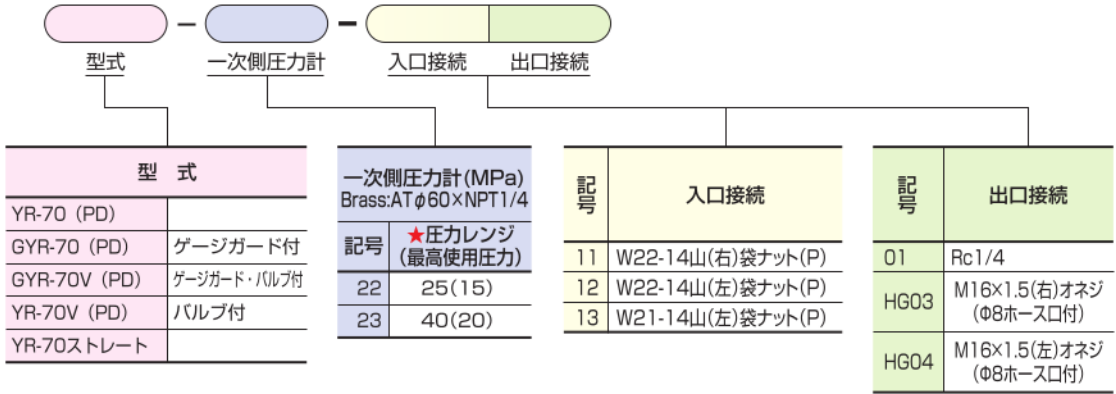 型式
一次側圧力計
入口接続 出口接続
型 式
YR-70 (PD)
GYR-70 (PD) ゲージガード付
GYR-70V (PD) ゲージガード・バルブ付
YR-70V (PD) バルブ付
YR-70ストレート
一次側圧力計(MPa)
Brass:ATφ60×NPT1/4
記号 ★圧力レンジ
(最高使用圧力)
22 25(15)
23 40(20)
記号 入口接続
11 W22-14山(右)袋ナット(P)
12 W22-14山(左)袋ナット(P)
13 W21-14山(左)袋ナット(P)
記号 出口接続
01 Rc1/4
HG03 M16×1.5(右)オネジ
(Φ8ホース口付)
HG04 M16×1.5(左)オネジ
(Φ8ホース口付)